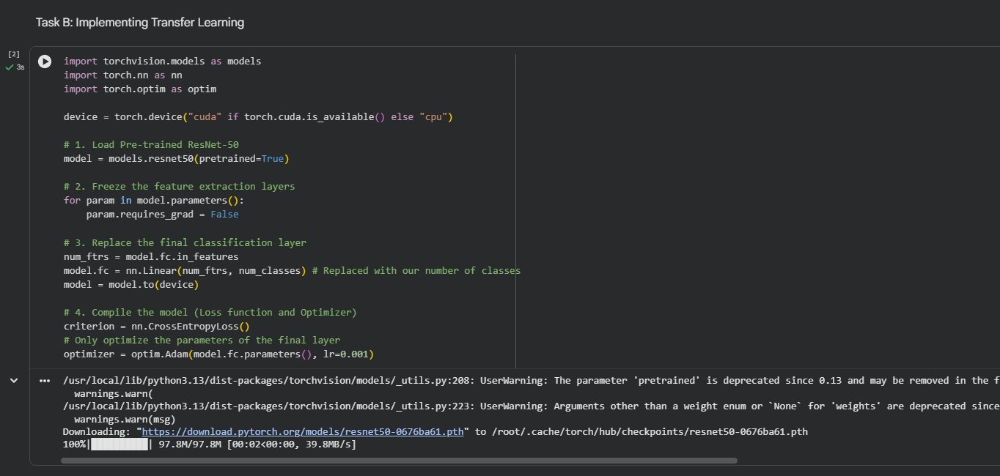 Task B: Implementing Transfer Learning
[2]
3s
import torchvision.models as models
import torch.nn as nn
import torch.optim as optim
device = torch.device("cuda" if torch.cuda.is_available() else "cpu")
# 1. Load Pre-trained ResNet-50
model = models.resnet50(pretrained=True)
# 2. Freeze the feature extraction layers
for param in model.parameters():
    param.requires_grad = False
# 3. Replace the final classification layer
num_ftrs = model.fc.in_features
model.fc = nn.Linear(num_ftrs, num_classes) # Replaced with our number of classes
model = model.to(device)
# 4. Compile the model (Loss function and Optimizer)
criterion = nn.CrossEntropyLoss()
# Only optimize the parameters of the final layer
optimizer = optim.Adam(model.fc.parameters(), lr=0.001)
/usr/local/lib/python3.13/dist-packages/torchvision/models/_utils.py:208: UserWarning: The parameter 'pretrained' is deprecated since 0.13 and may be removed in the f
  warnings.warn(
/usr/local/lib/python3.13/dist-packages/torchvision/models/_utils.py:223: UserWarning: Arguments other than a weight enum or `None` for 'weights' are deprecated since
  warnings.warn(msg)
Downloading: "https://download.pytorch.org/models/resnet50-0676ba61.pth" to /root/.cache/torch/hub/checkpoints/resnet50-0676ba61.pth
100%|██████████| 97.8M/97.8M [00:02<00:00, 39.8MB/s]